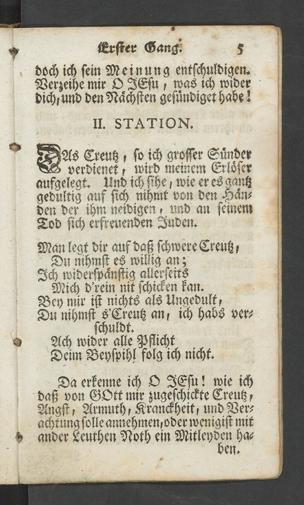 Erster Gang. 5
doch ich sein Meinung entschuldigen.
Verzeihe mir O JEsu, was ich wider
dich, und den Nächsten gesündiget habe!
II. STATION.
DAs Creutz, so ich grosser Sünder
verdienet, wird meinem Erlöser
aufgelegt. Und ich sihe, wie er es gantz
gedultig auf sich nihmt von den Hän-
den der ihm neidigen, und an seinem
Tod sich erfreuenden Juden.
Man legt dir auf daß schwere Creutz,
Du nihmst es willig an;
Ich widerspänstig allerseits
Mich d'rein nit schicken kan.
Bey mir ist nichts als Ungedult,
Du nihmst s'Creutz an, ich habs ver-
schuldt.
Ach wider alle Pflicht
Deim Beyspihl folg ich nicht.
Da erkenne ich O JEsu! wie ich
daß von GOtt mir zugeschickte Creutz,
Angst, Armuth, Kranckheit, und Ver-
achtung solle annehmen, oder wenigist mit
ander Leuthen Noth ein Mitleyden ha-
ben.